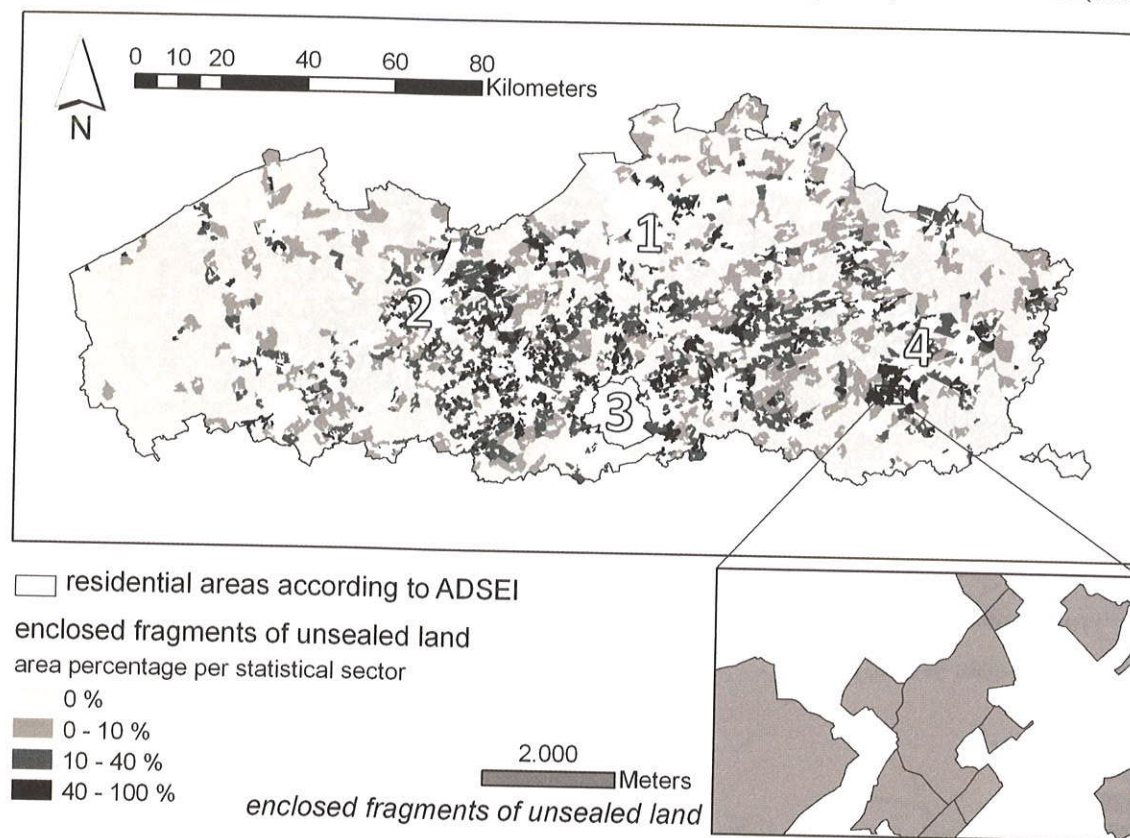 0 10 20 40 60 80
Kilometers
N
1
2
3
4
residential areas according to ADSEI
enclosed fragments of unsealed land
area percentage per statistical sector
0 %
0 - 10 %
10 - 40 %
40 - 100 %
2.000
Meters
enclosed fragments of unsealed land